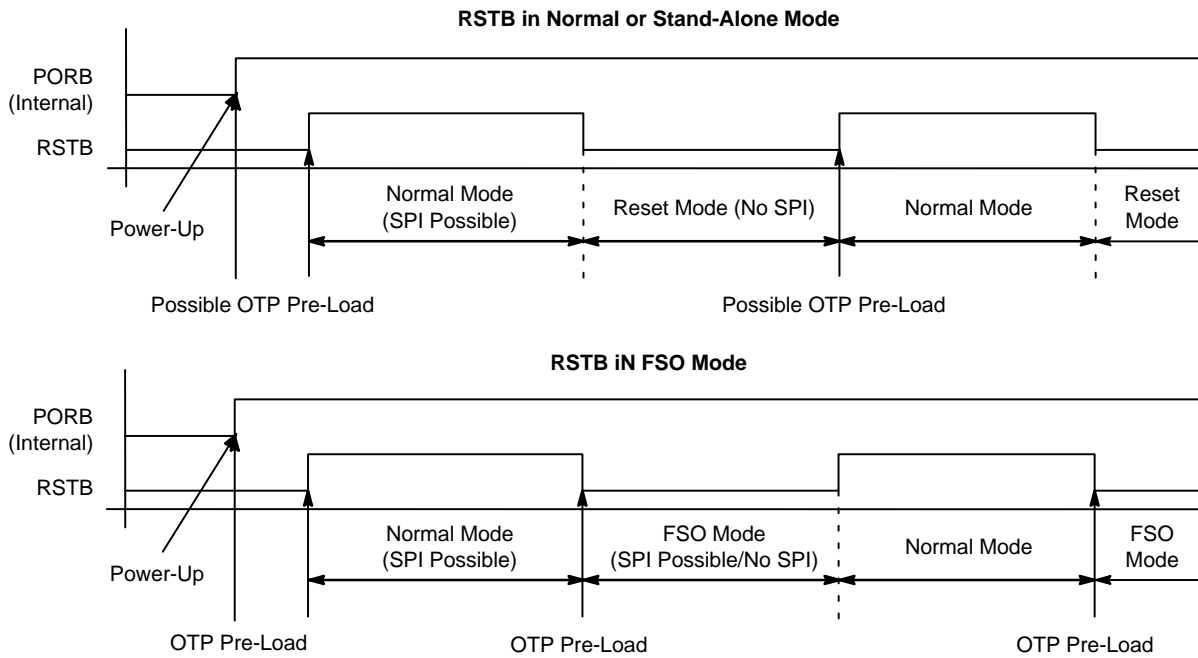 RSTB in Normal or Stand-Alone Mode
PORB
(Internal)
RSTB
Normal Mode
(SPI Possible)
Reset Mode (No SPI)
Normal Mode
Reset
Mode
Power-Up
Possible OTP Pre-Load
Possible OTP Pre-Load
RSTB iN FSO Mode
PORB
(Internal)
RSTB
Normal Mode
(SPI Possible)
FSO Mode
(SPI Possible/No SPI)
Normal Mode
FSO
Mode
Power-Up
OTP Pre-Load
OTP Pre-Load
OTP Pre-Load